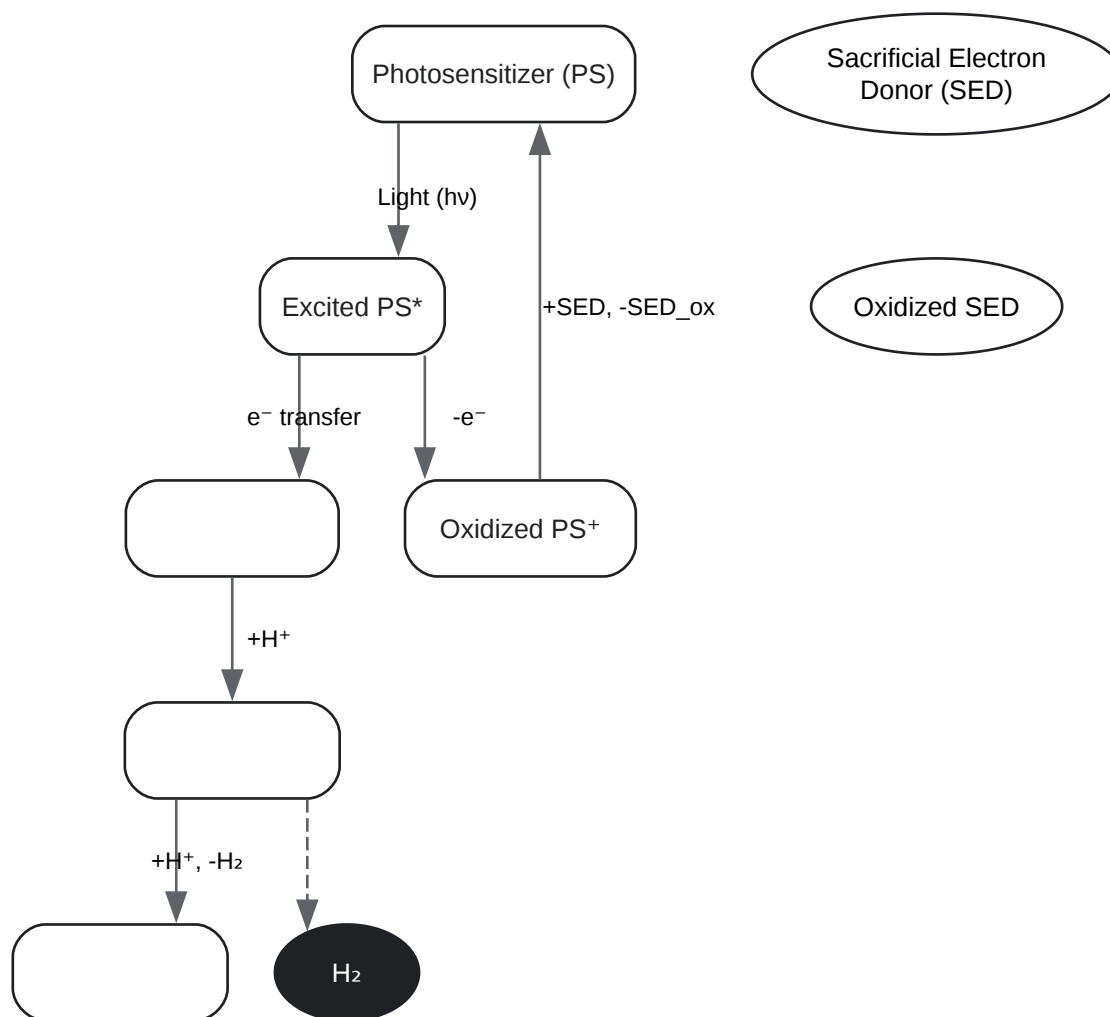 Photosensitizer (PS)
Sacrificial Electron
Donor (SED)
Light (hν)
Excited PS*
+SED, -SED_ox
Oxidized SED
e⁻ transfer
-e⁻
Oxidized PS⁺
+H⁺
+H⁺, -H₂
H₂